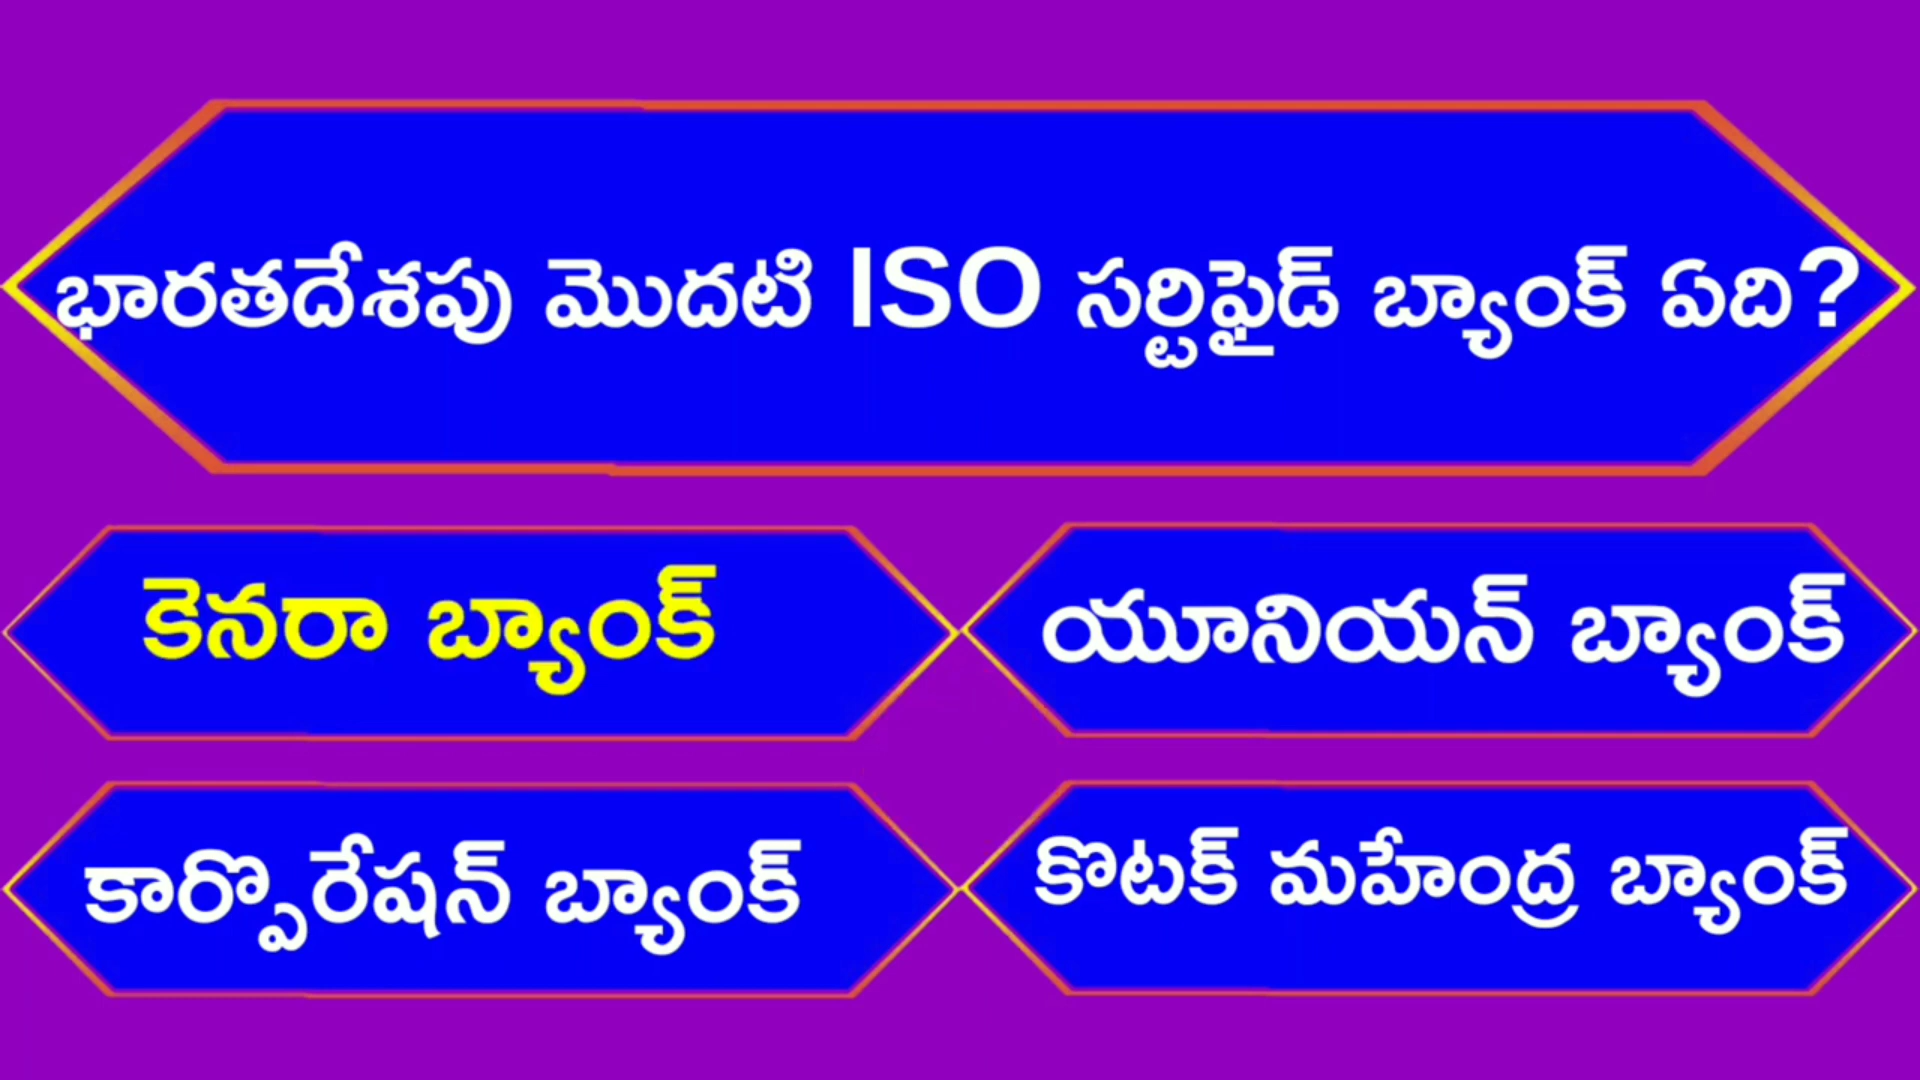 భారతదేశపు మొదటి ISO సర్టిఫైడ్ బ్యాంక్ ఏది?
కెనరా బ్యాంక్
యూనియన్ బ్యాంక్
కార్పొరేషన్ బ్యాంక్
కొటక్ మహేంద్ర బ్యాంక్